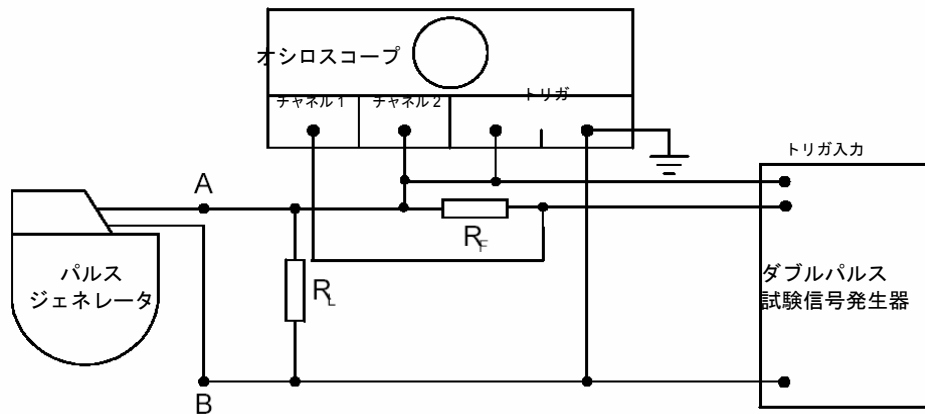 オシロスコープ
チャネル1
チャネル2
トリガ
トリガ入力
A
RF
パルス
ジェネレータ
RL
ダブルパルス
試験信号発生器
B